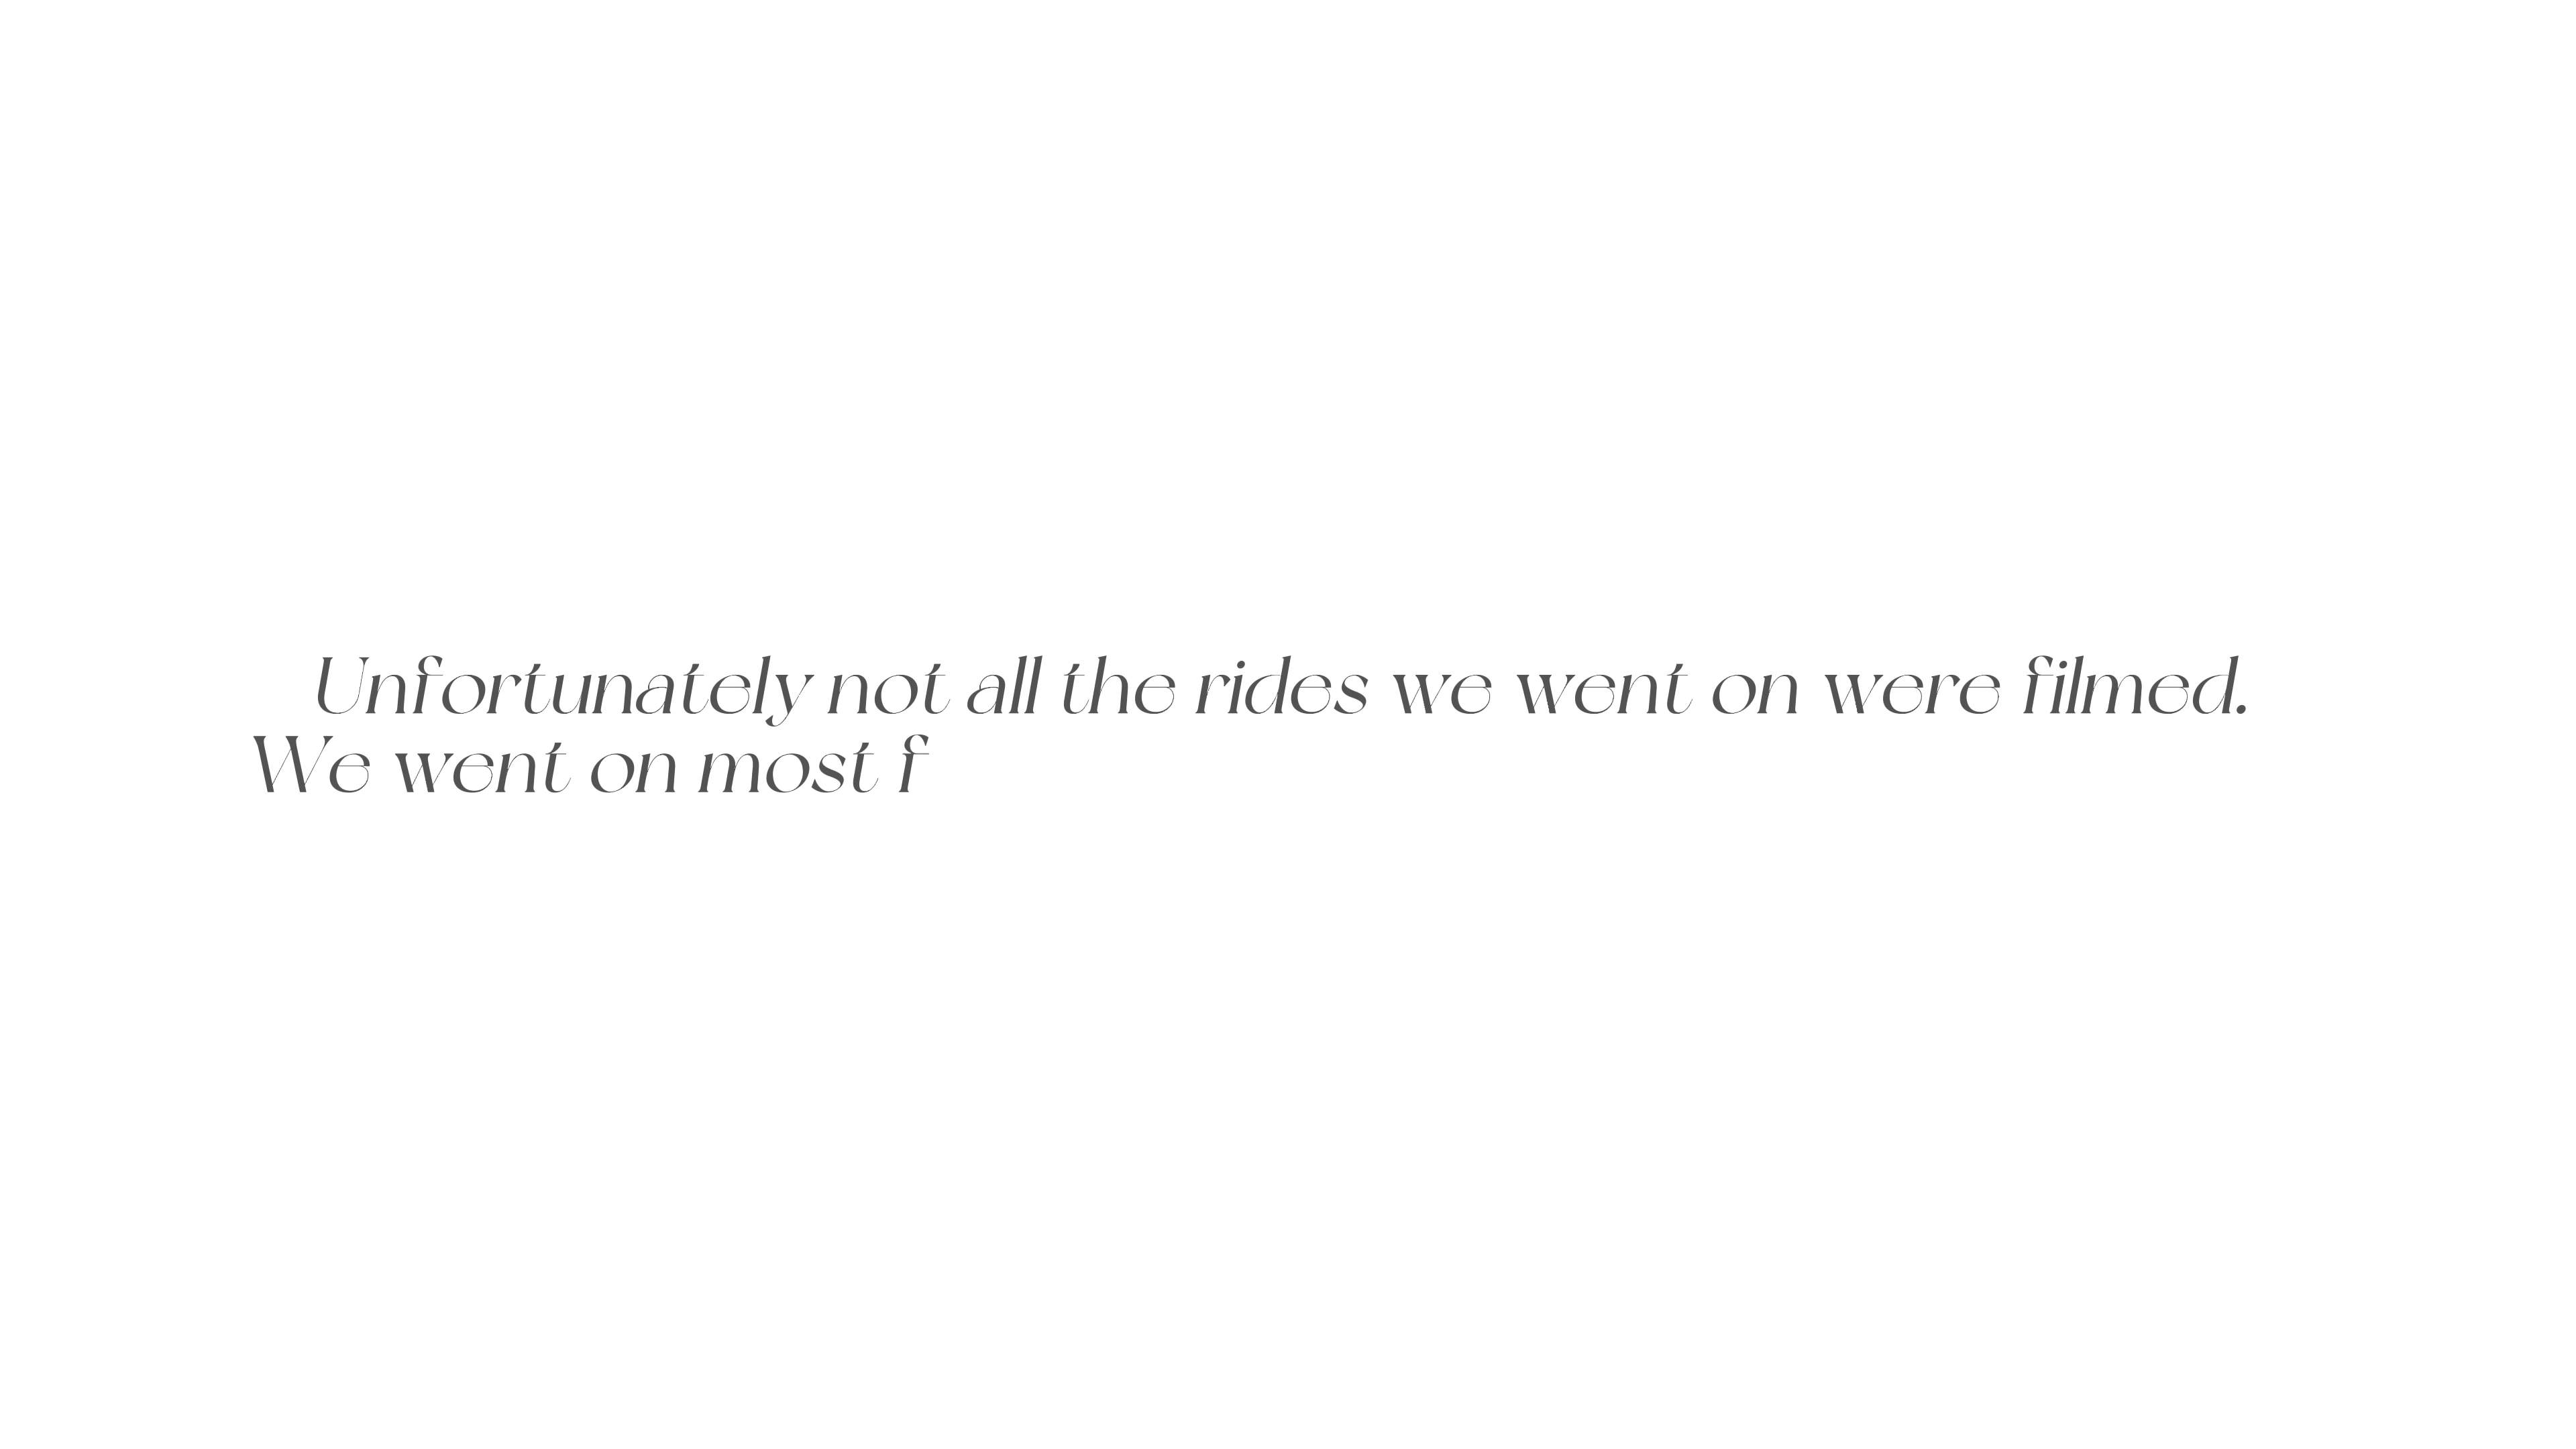 Unfortunately not all the rides we went on were filmed.
We went on most f